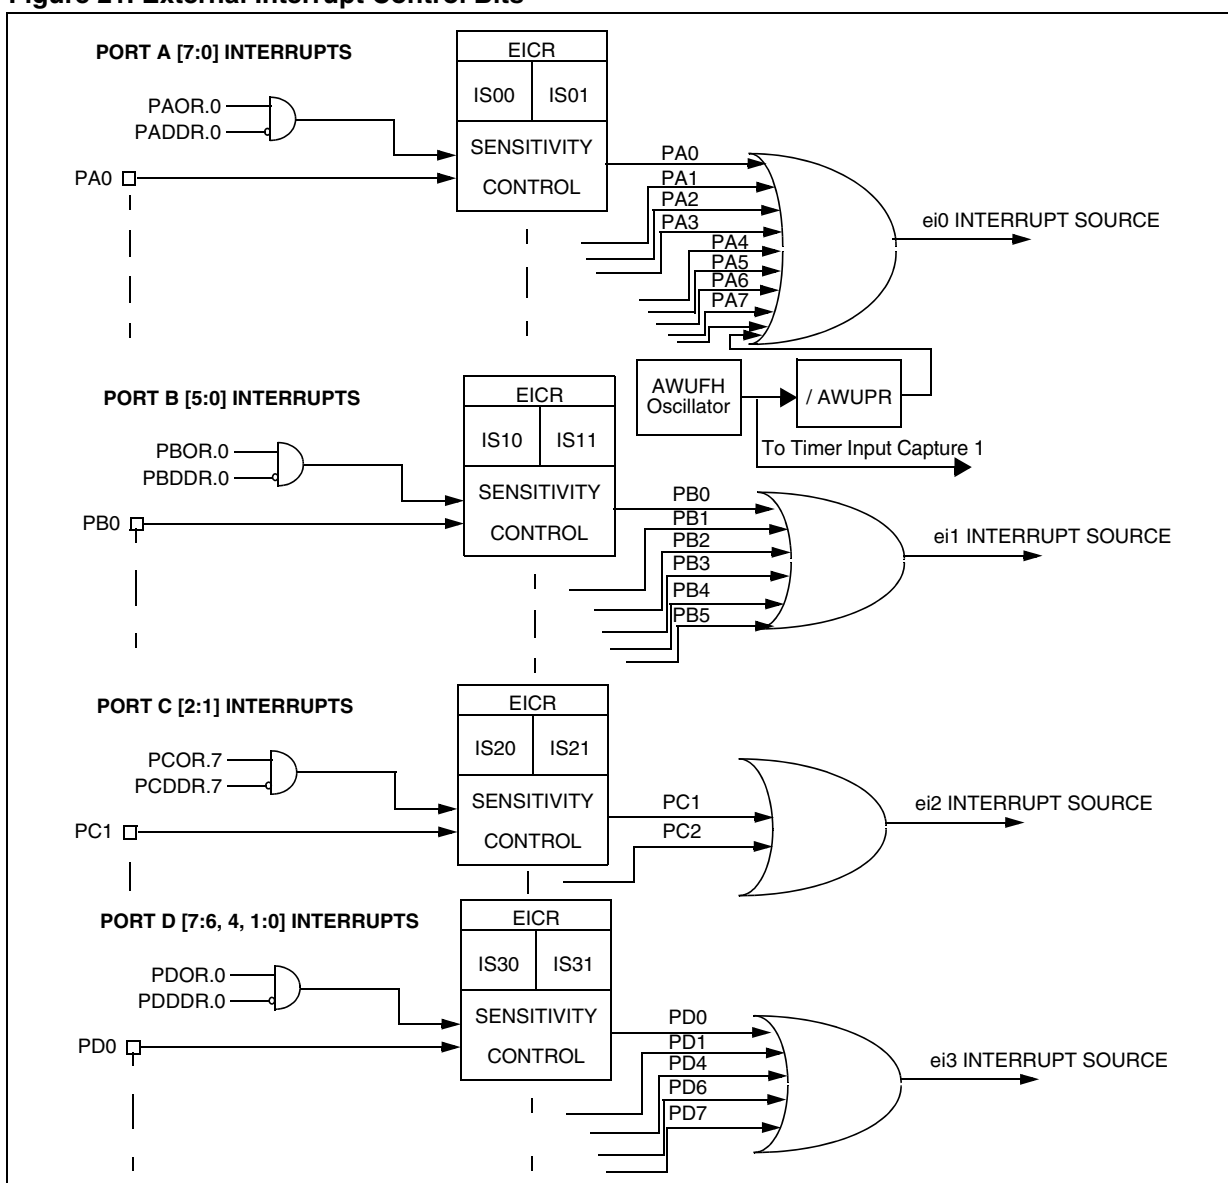 Figure 21. External Interrupt Control Bits
PORT A [7:0] INTERRUPTS
EICR
IS00 IS01
SENSITIVITY
CONTROL
PAOR.0
PADDR.0
PA0
PA0
PA1
PA2
PA3
PA4
PA5
PA6
PA7
ei0 INTERRUPT SOURCE
AWUFH
Oscillator
/ AWUPR
To Timer Input Capture 1
PORT B [5:0] INTERRUPTS
EICR
IS10 IS11
SENSITIVITY
CONTROL
PBOR.0
PBDDR.0
PB0
PB0
PB1
PB2
PB3
PB4
PB5
ei1 INTERRUPT SOURCE
PORT C [2:1] INTERRUPTS
EICR
IS20 IS21
SENSITIVITY
CONTROL
PCOR.7
PCDDR.7
PC1
PC1
PC2
ei2 INTERRUPT SOURCE
PORT D [7:6, 4, 1:0] INTERRUPTS
EICR
IS30 IS31
SENSITIVITY
CONTROL
PDOR.0
PDDDR.0
PD0
PD0
PD1
PD4
PD6
PD7
ei3 INTERRUPT SOURCE